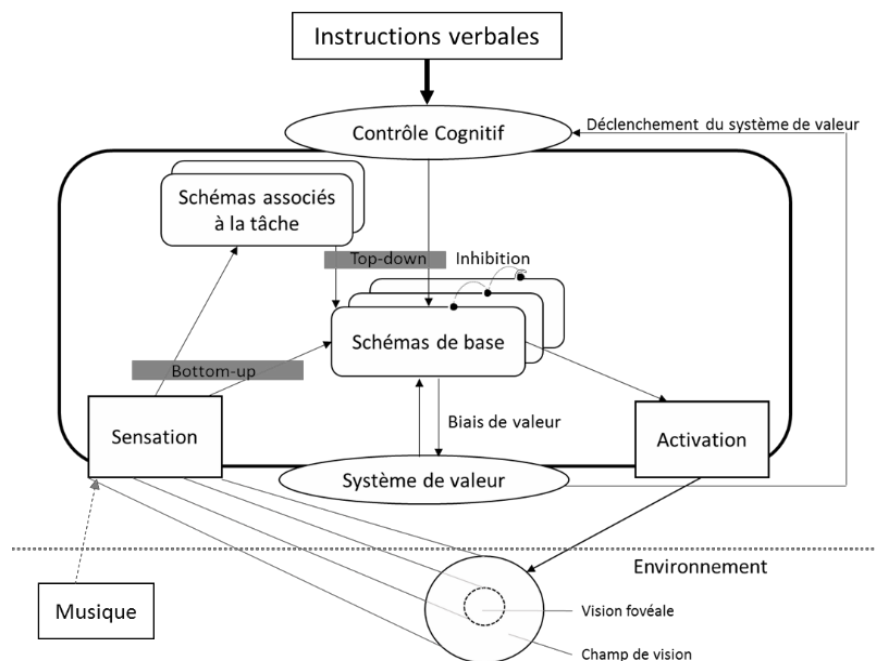 Instructions verbales
Contrôle Cognitif
Déclenchement du système de valeur
Schémas associés
à la tâche
Top-down
Inhibition
Schémas de base
Bottom-up
Sensation
Biais de valeur
Activation
Système de valeur
Environnement
Musique
Vision fovéale
Champ de vision